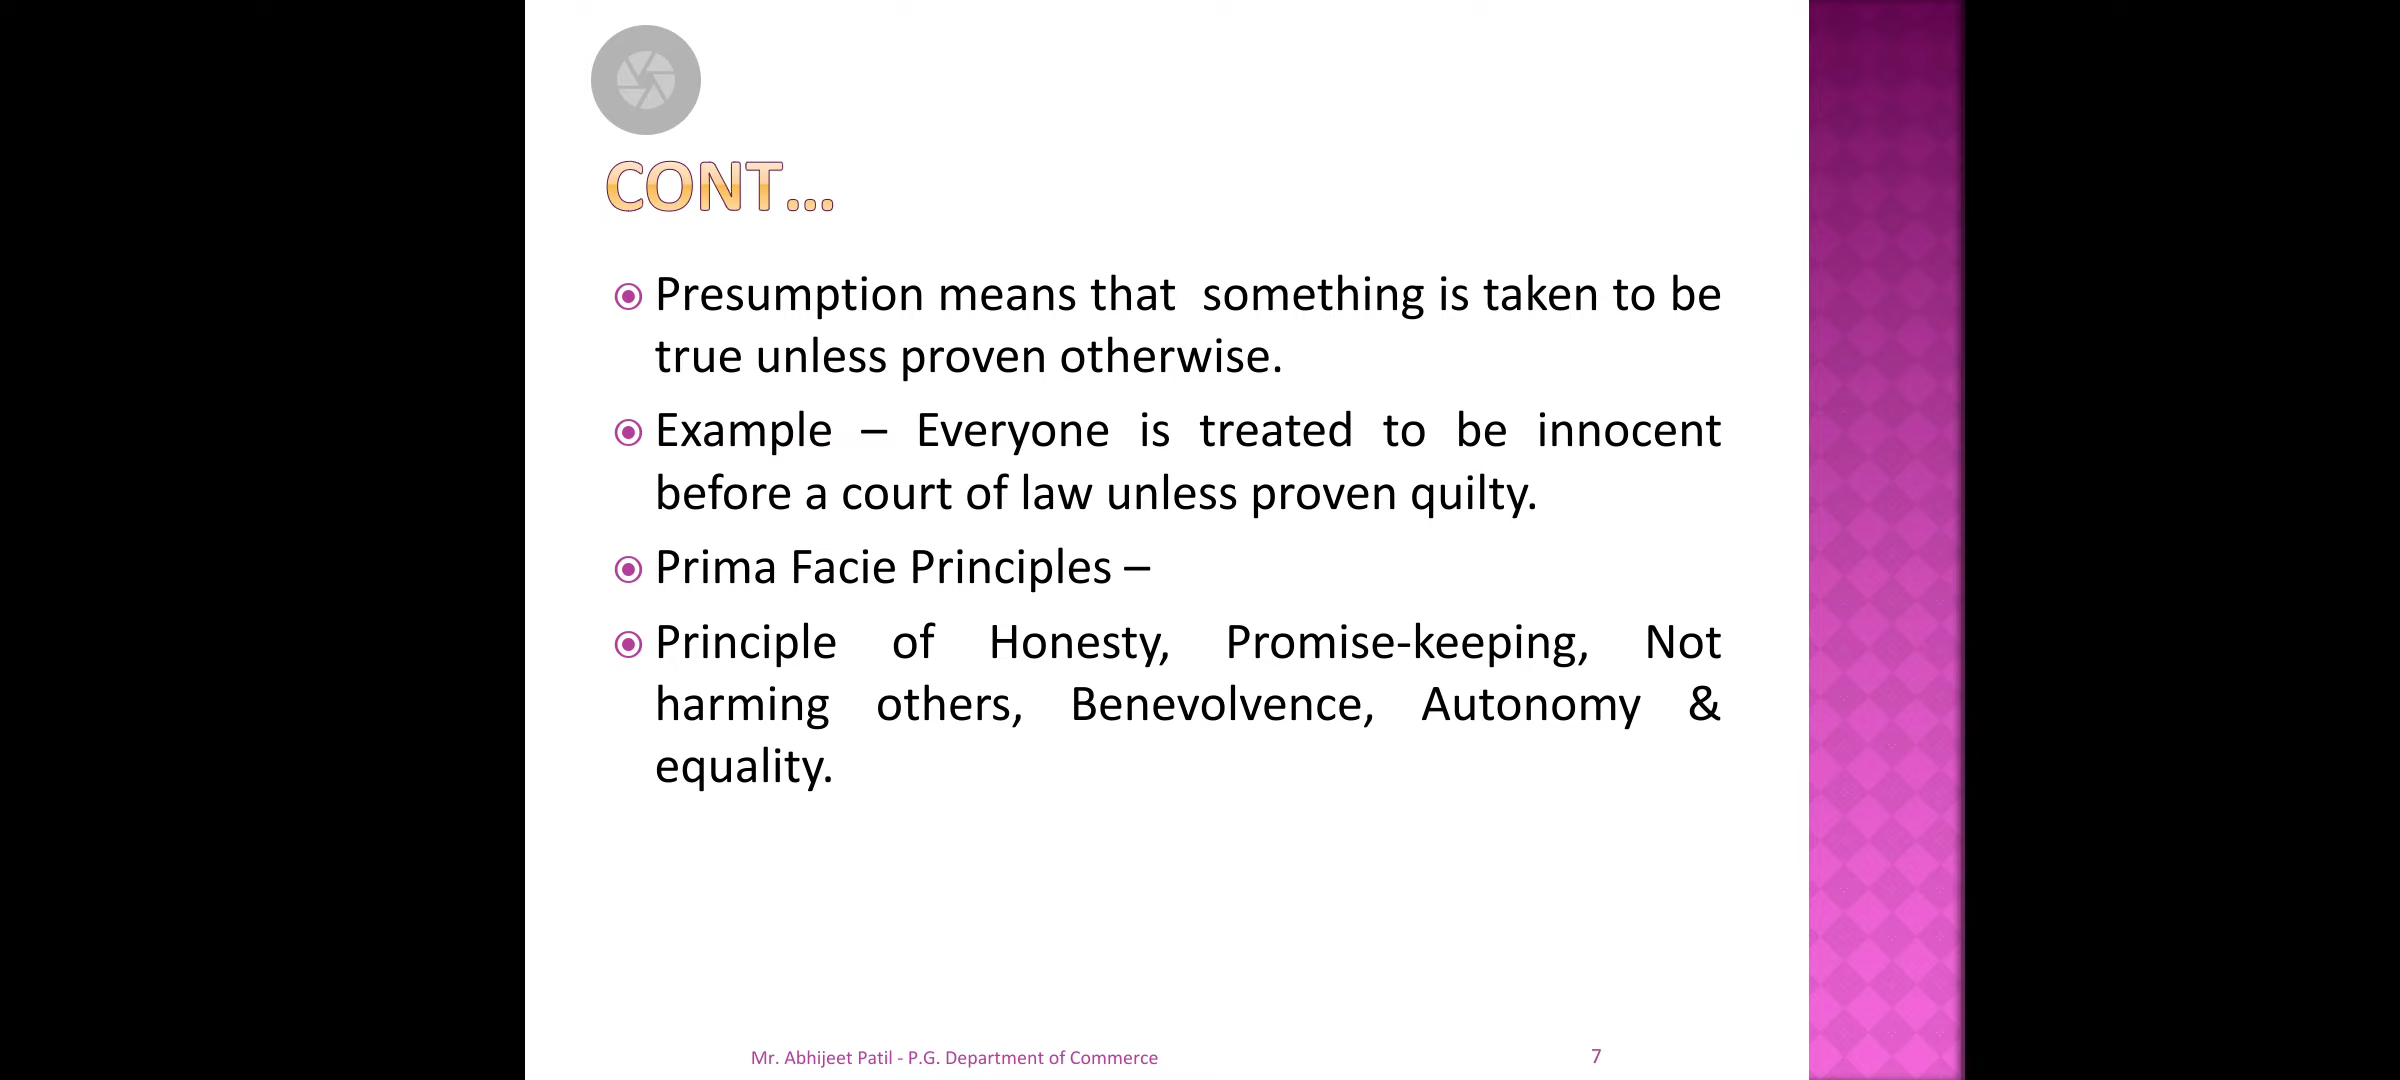 CONT...
Presumption means that something is taken to be
true unless proven otherwise.
Example – Everyone is treated to be innocent
before a court of law unless proven quilty.
Prima Facie Principles –
Principle of Honesty, Promise-keeping, Not
harming others, Benevolvence, Autonomy &
equality.
Mr. Abhijeet Patil - P.G. Department of Commerce
7